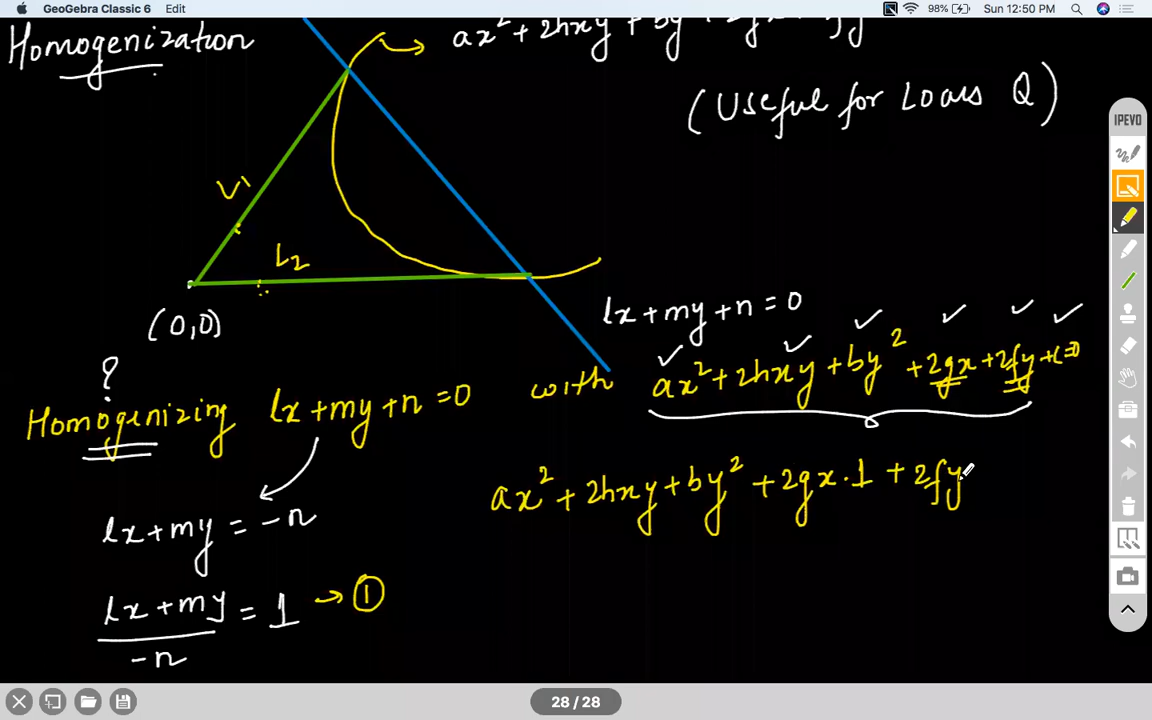 GeoGebra Classic 6 Edit 98% Sun 12:50 PM
Homogenization
ax² + 2hxy + by² + 2gx
(Useful for Locus Q)
IPEVO
L₂
(0,0)
lx+my+n=0
?
Homogenizing lx+my+n=0 with ax²+2hxy+by²+2gx+2fy+c=0
lx+my=-n
ax²+2hxy+by²+2gx·1+2fy
lx+my/-n = 1 → ①
28 / 28